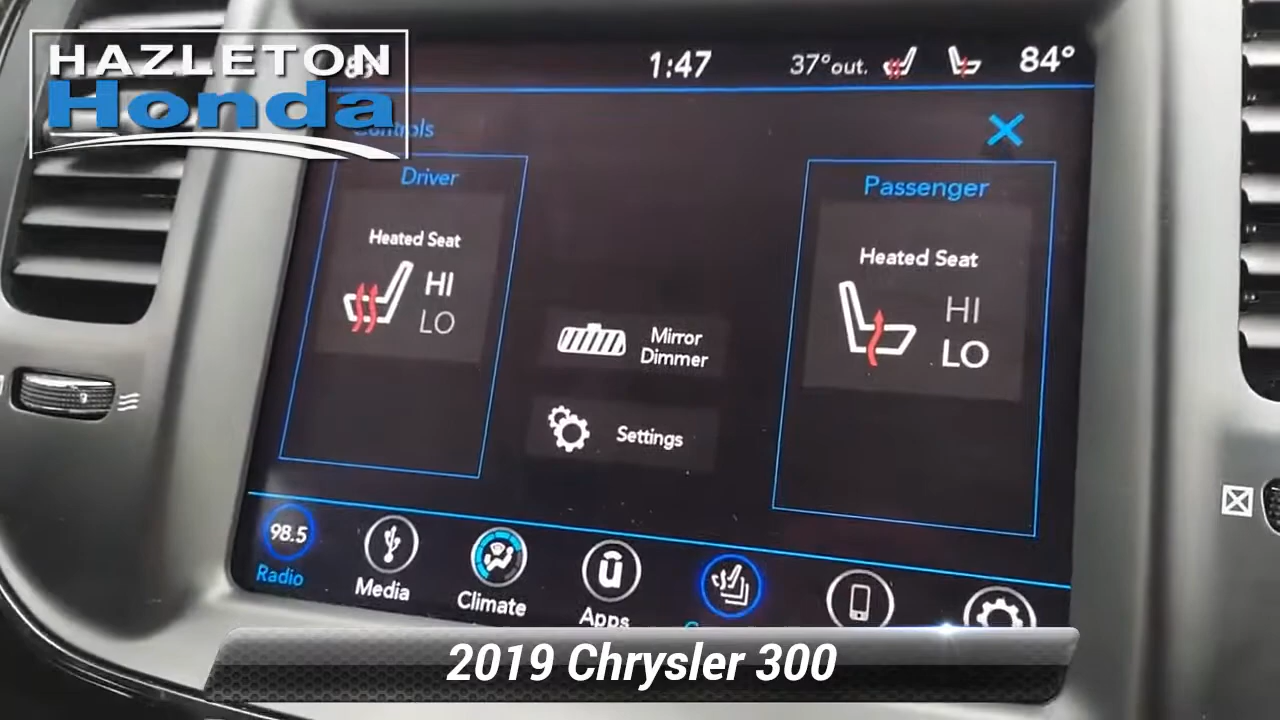 HAZLETON
Honda
1:47
37°out.
84°
Controls
Driver
Passenger
Heated Seat
HI
LO
Heated Seat
HI
LO
Mirror
Dimmer
Settings
98.5
Radio
Media
Climate
Apps
2019 Chrysler 300